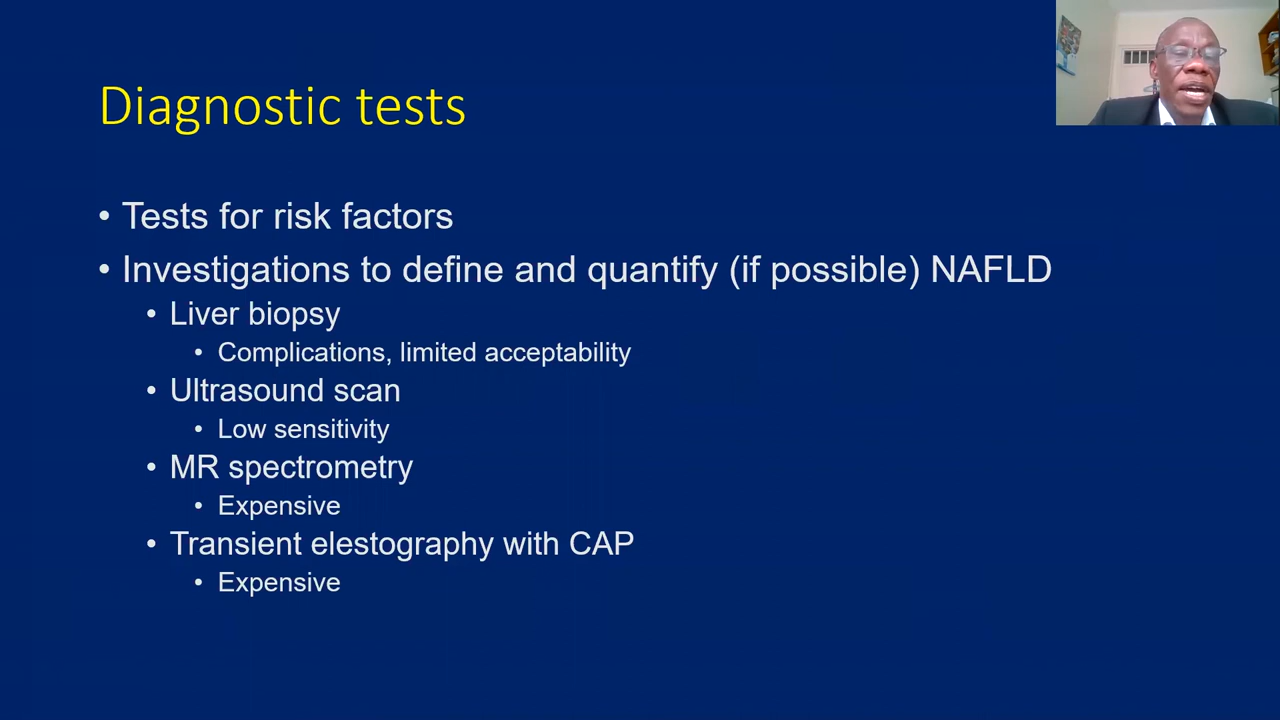 Diagnostic tests
• Tests for risk factors
• Investigations to define and quantify (if possible) NAFLD
• Liver biopsy
• Complications, limited acceptability
• Ultrasound scan
• Low sensitivity
• MR spectrometry
• Expensive
• Transient elestography with CAP
• Expensive